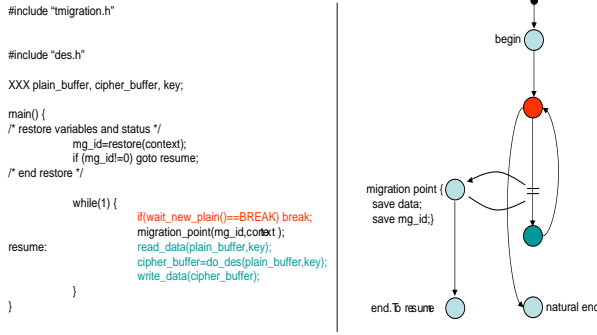 #include “tmigration.h”
#include “des.h”
XXX plain_buffer, cipher_buffer, key;
main() {
/* restore variables and status */
mg_id=restore(context);
if (mg_id!=0) goto resume;
/* end restore */
while(1) {
if(wait_new_plain()==BREAK) break;
migration_point(mg_id,context );
resume: read_data(plain_buffer,key);
cipher_buffer=do_des(plain_buffer,key);
write_data(cipher_buffer);
}
}
begin
migration point {
save data;
save mg_id;}
end.To resume
natural end